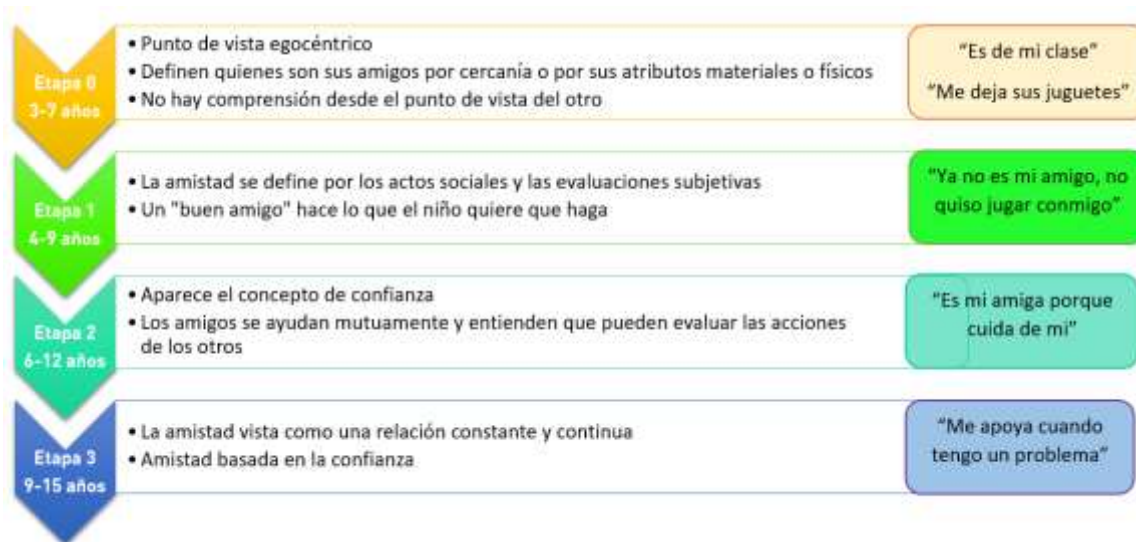 Etapa 0
3-7 años
• Punto de vista egocéntrico
• Definen quienes son sus amigos por cercanía o por sus atributos materiales o físicos
• No hay comprensión desde el punto de vista del otro
“Es de mi clase”
“Me deja sus juguetes”
Etapa 1
4-9 años
• La amistad se define por los actos sociales y las evaluaciones subjetivas
• Un "buen amigo" hace lo que el niño quiere que haga
“Ya no es mi amigo, no
quiso jugar conmigo”
Etapa 2
6-12 años
• Aparece el concepto de confianza
• Los amigos se ayudan mutuamente y entienden que pueden evaluar las acciones
de los otros
“Es mi amiga porque
cuida de mi”
Etapa 3
9-15 años
• La amistad vista como una relación constante y continua
• Amistad basada en la confianza
“Me apoya cuando
tengo un problema”